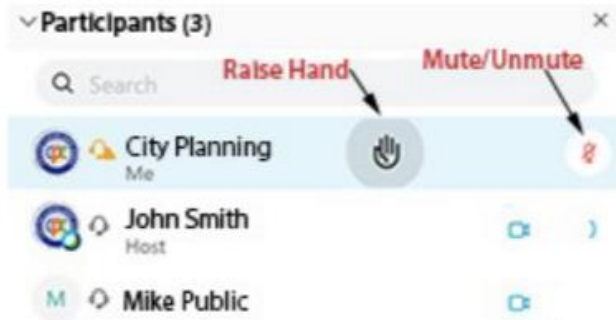 Participants (3)
Search
Raise Hand
Mute/Unmute
City Planning
Me
John Smith
Host
M
Mike Public